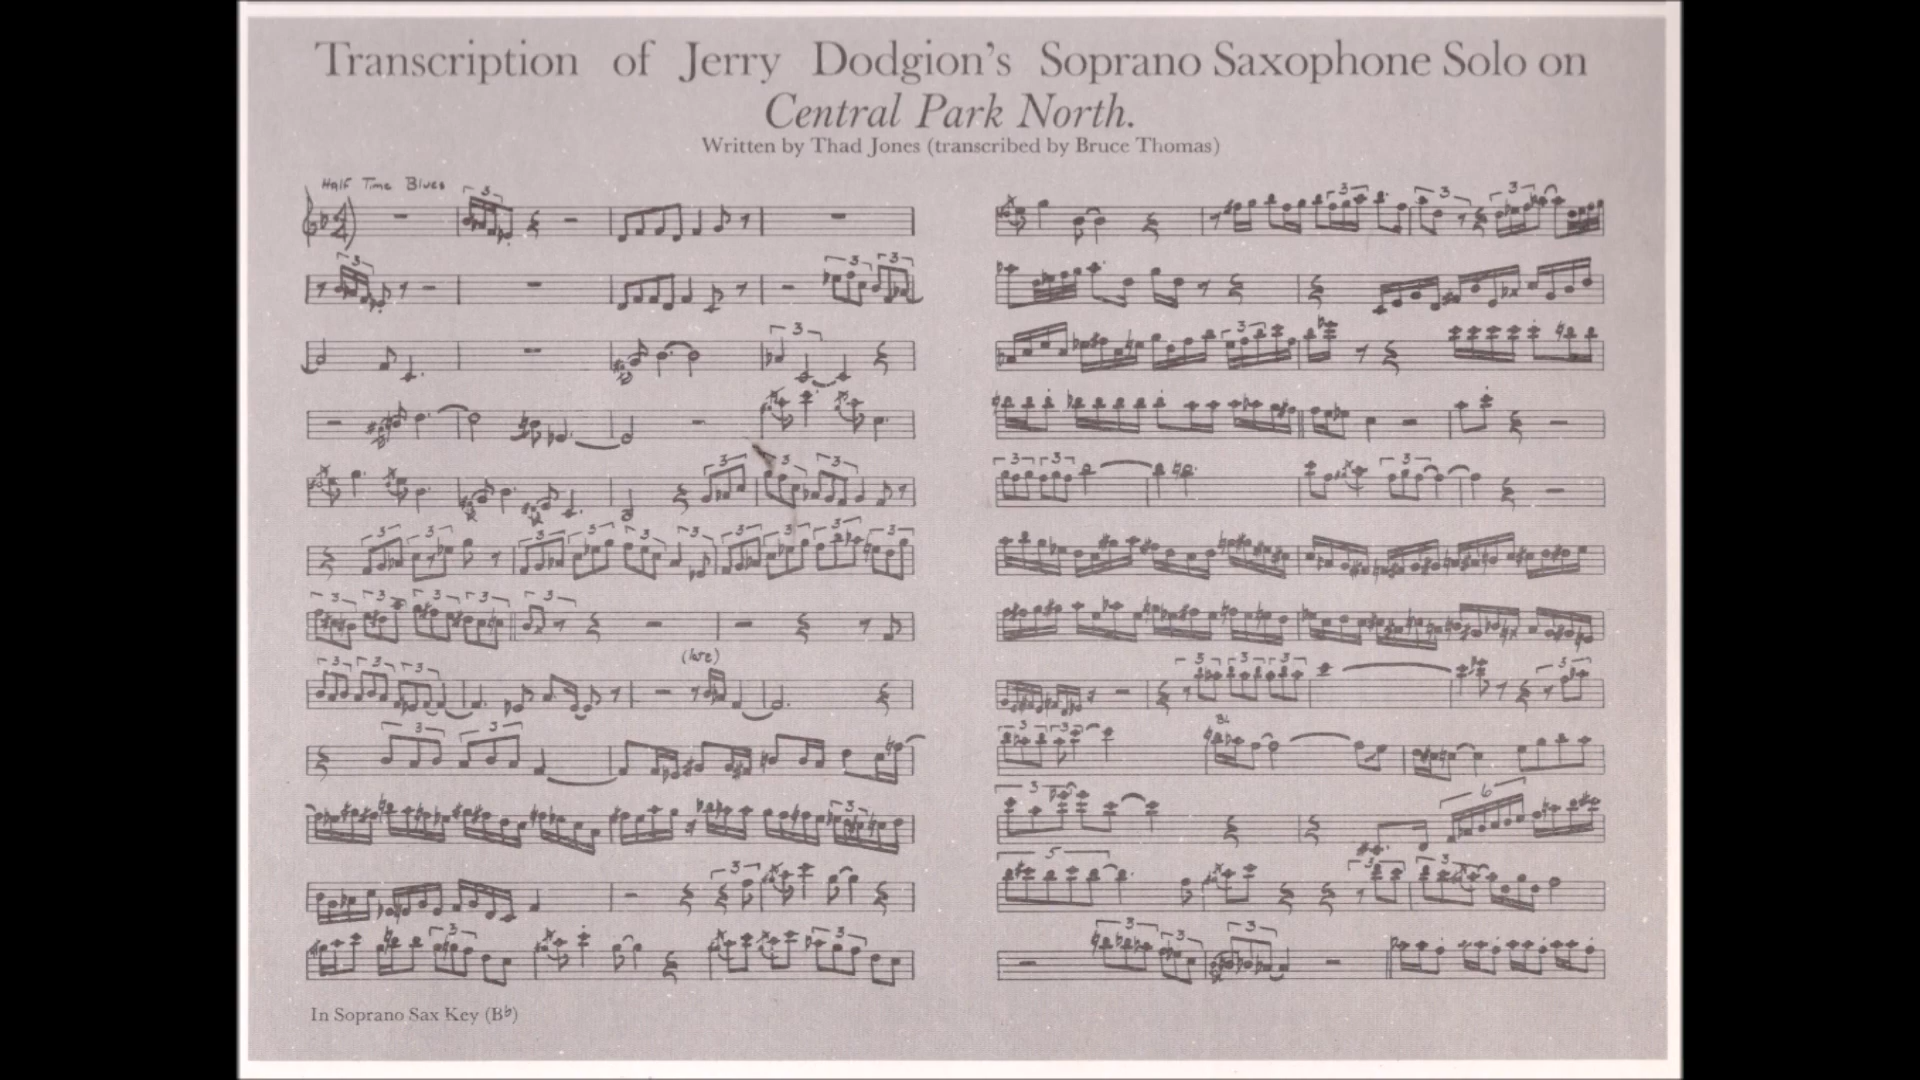 Transcription of Jerry Dodgion's Soprano Saxophone Solo on
Central Park North.
Written by Thad Jones (transcribed by Bruce Thomas)
Half Time Blues
(late)
In Soprano Sax Key (B♭)